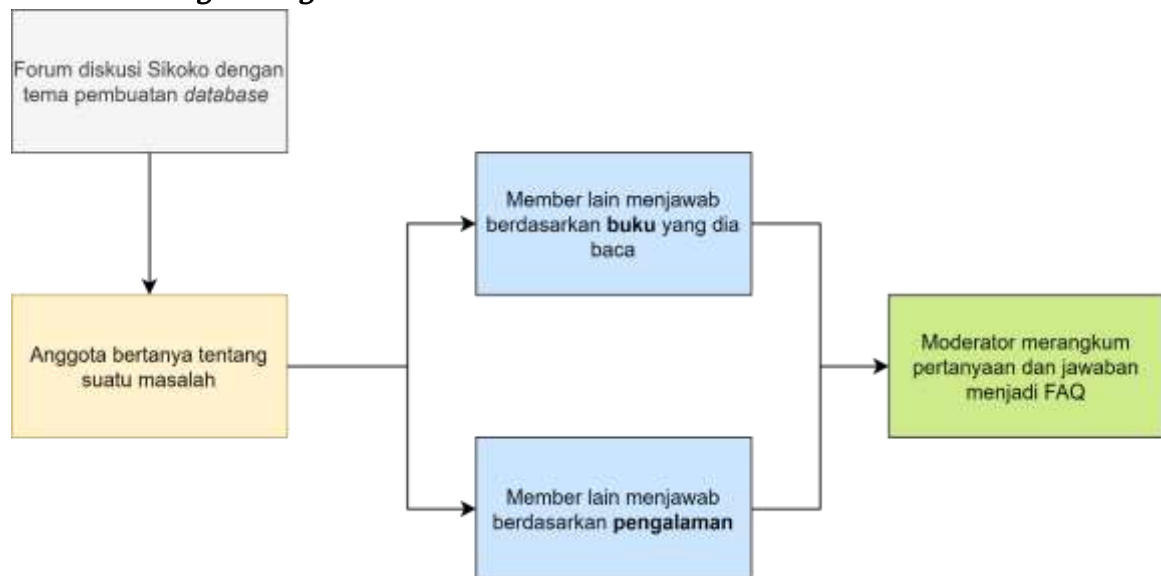 Forum diskusi Sikoko dengan
tema pembuatan database
Member lain menjawab
berdasarkan buku yang dia
baca
Anggota bertanya tentang
suatu masalah
Moderator merangkum
pertanyaan dan jawaban
menjadi FAQ
Member lain menjawab
berdasarkan pengalaman